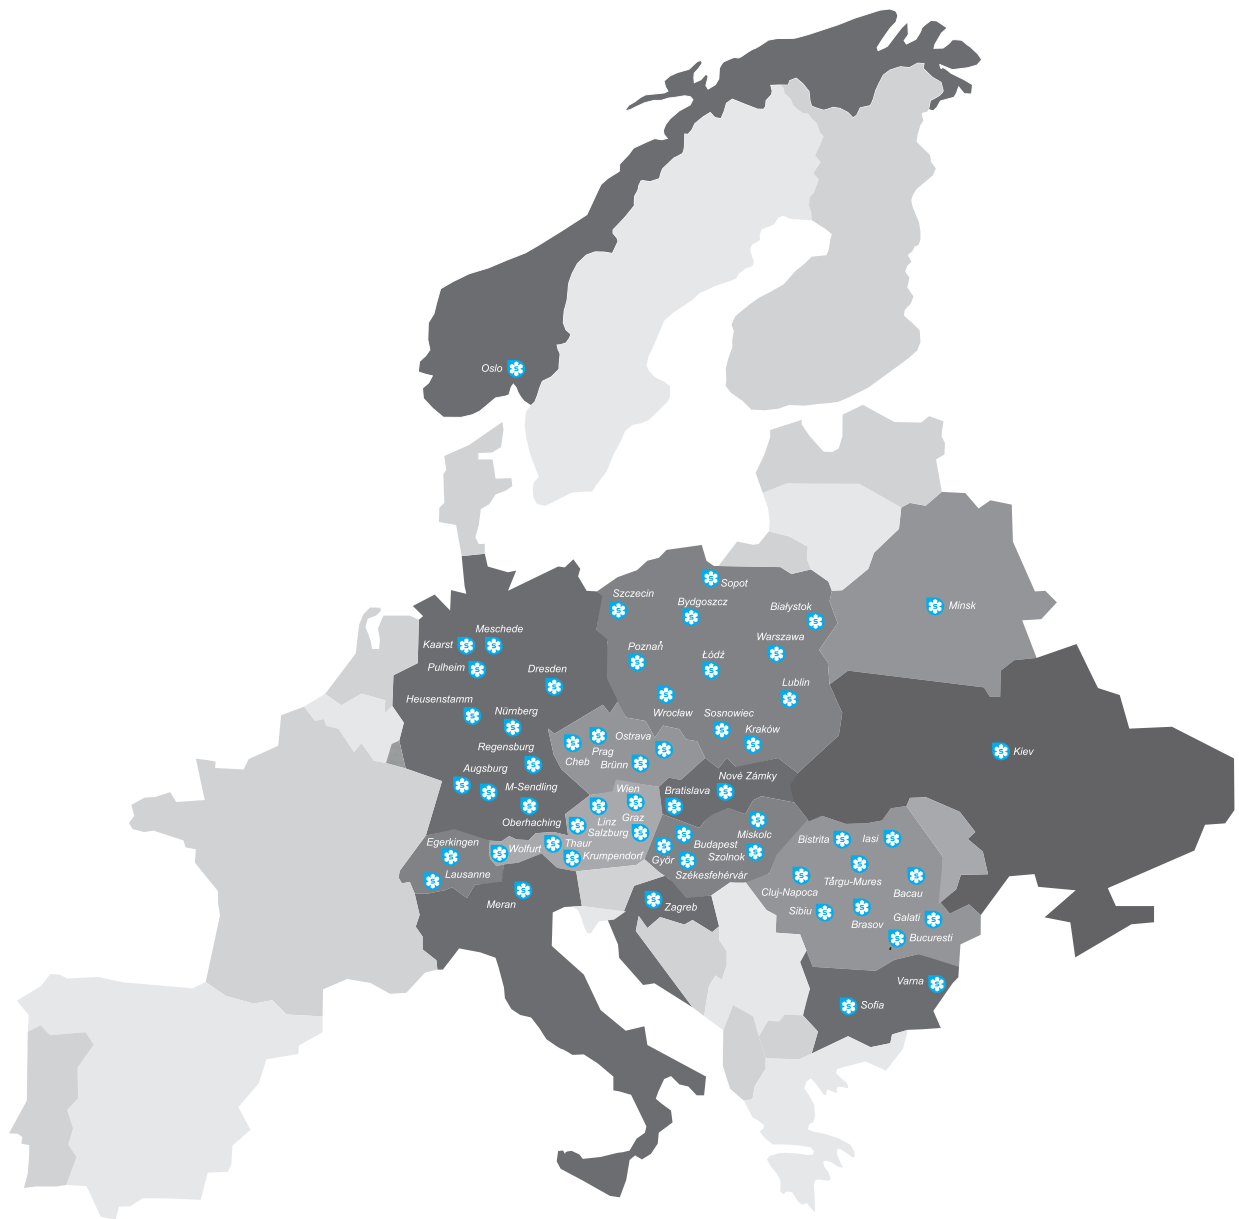 Oslo
Sopot
Szczecin
Bydgoszcz
Białystok
Minsk
Meschede
Kaarst
Warszawa
Poznań
Łódź
Pulheim
Dresden
Lublin
Heusenstamm
Nürnberg
Wrocław
Sosnowiec
Kraków
Ostrava
Regensburg
Prag
Kiev
Cheb
Brünn
Augsburg
Nové Zámky
M-Sendling
Wien
Bratislava
Oberhaching
Linz
Graz
Salzburg
Miskolc
Bistrita
Iasi
Egerkingen
Wolfurt
Thaur
Budapest
Krumpendorf
Györ
Szolnok
Lausanne
Székesfehérvár
Târgu-Mures
Cluj-Napoca
Bacau
Meran
Zagreb
Sibiu
Brasov
Galati
Bucuresti
Varna
Sofia